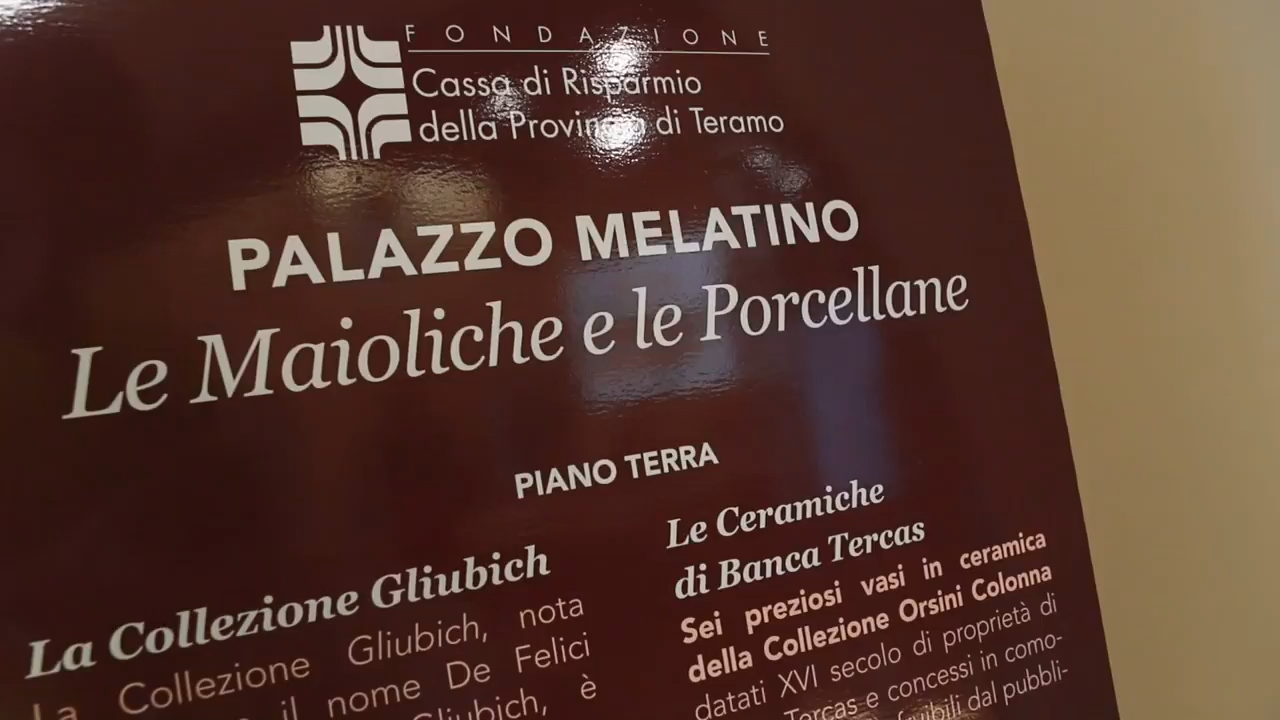 FONDAZIONE
Cassa di Risparmio
della Provincia di Teramo
PALAZZO MELATINO
Le Maioliche e le Porcellane
PIANO TERRA
La Collezione Gliubich
La Collezione Gliubich, nota
il nome De Felici
Gliubich, è
Le Ceramiche
di Banca Tercas
Sei preziosi vasi in ceramica
della Collezione Orsini Colonna
datati XVI secolo di proprietà di
Tercas e concessi in como-
fruibili dal pubbli-